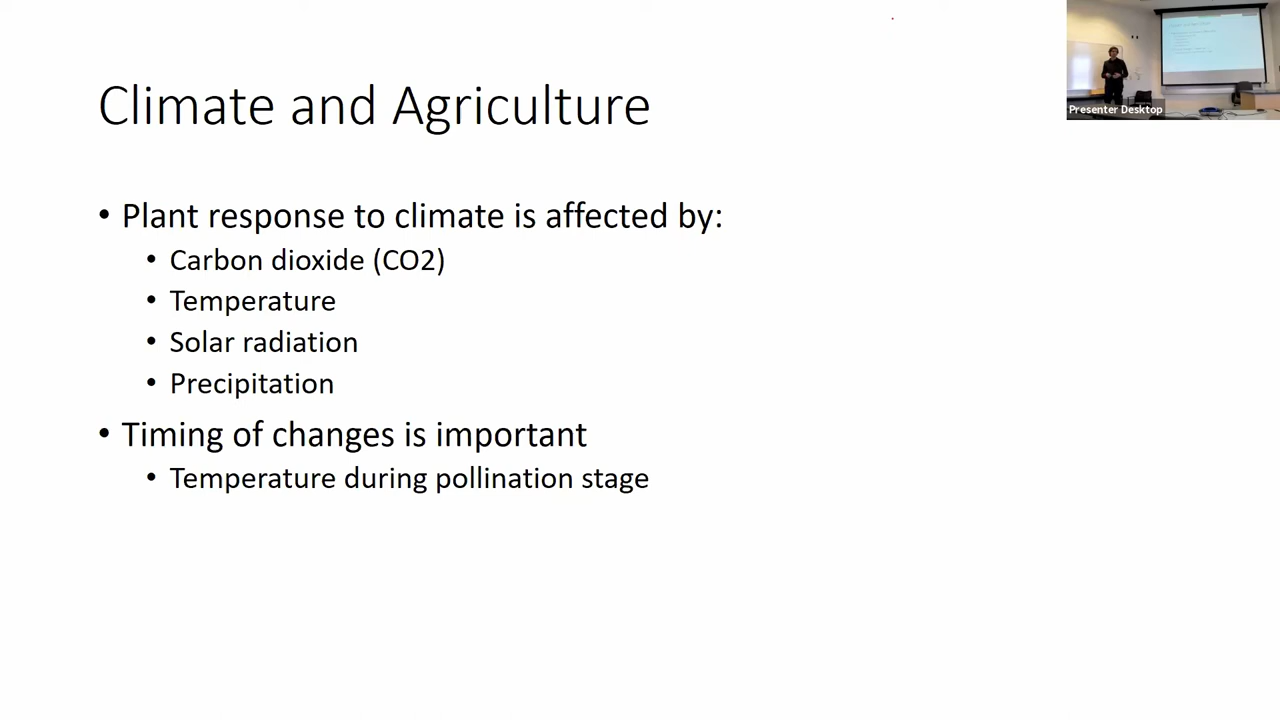 Climate and Agriculture
• Plant response to climate is affected by:
• Carbon dioxide (CO2)
• Temperature
• Solar radiation
• Precipitation
• Timing of changes is important
• Temperature during pollination stage
Presenter Desktop